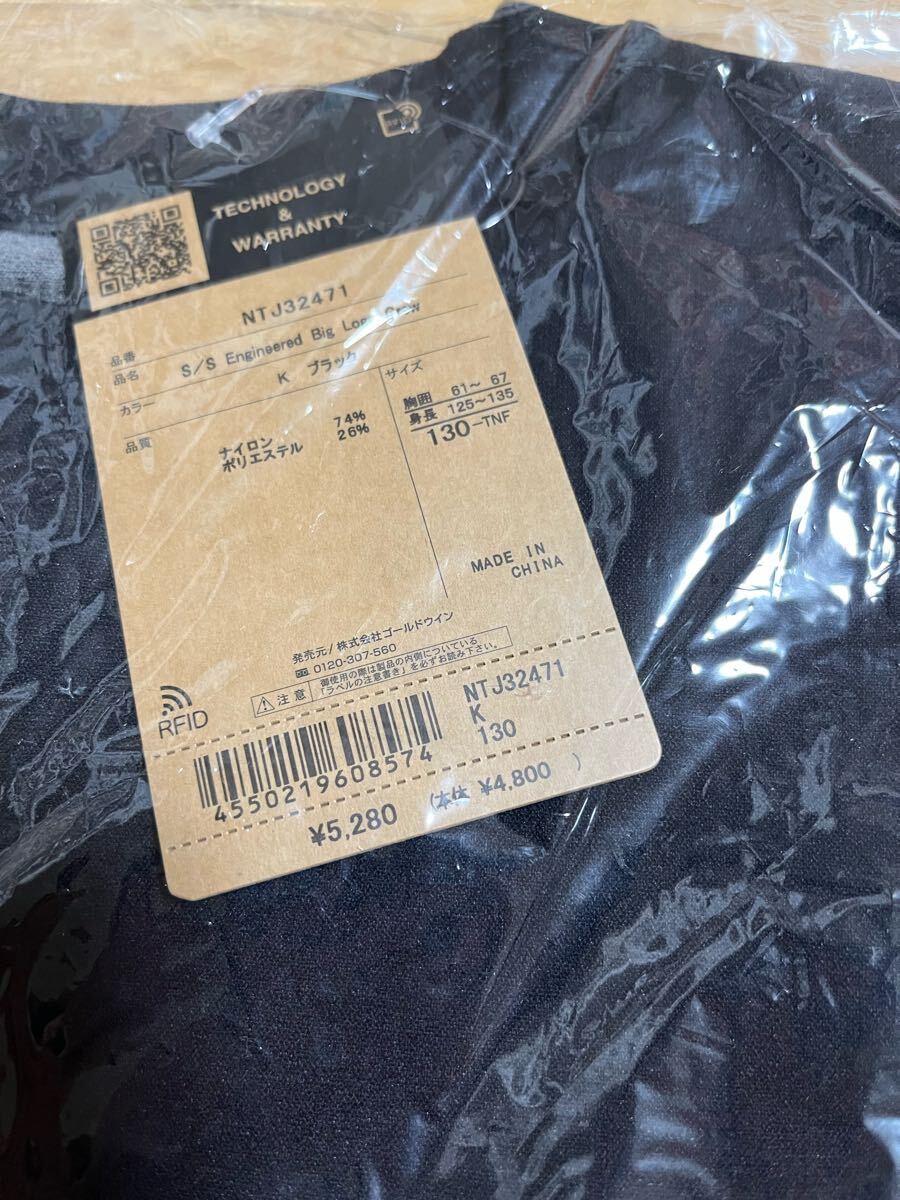 TECHNOLOGY
&
WARRANTY
品番 NTJ32471
品名 S/S Engineered Big Logo Crew
カラー K ブラック
品質 ナイロン 74%
ポリエステル 26%
サイズ
胸囲 61~ 67
身長 125~135
130-TNF
MADE IN
CHINA
発売元/株式会社ゴールドウイン
0120-307-560
注意 御使用の際は製品の内側についている
「ラベルの注意書き」を必ずお読み下さい。
RFID
NTJ32471
K
130
4550219608574
¥5,280 (本体 ¥4,800 )